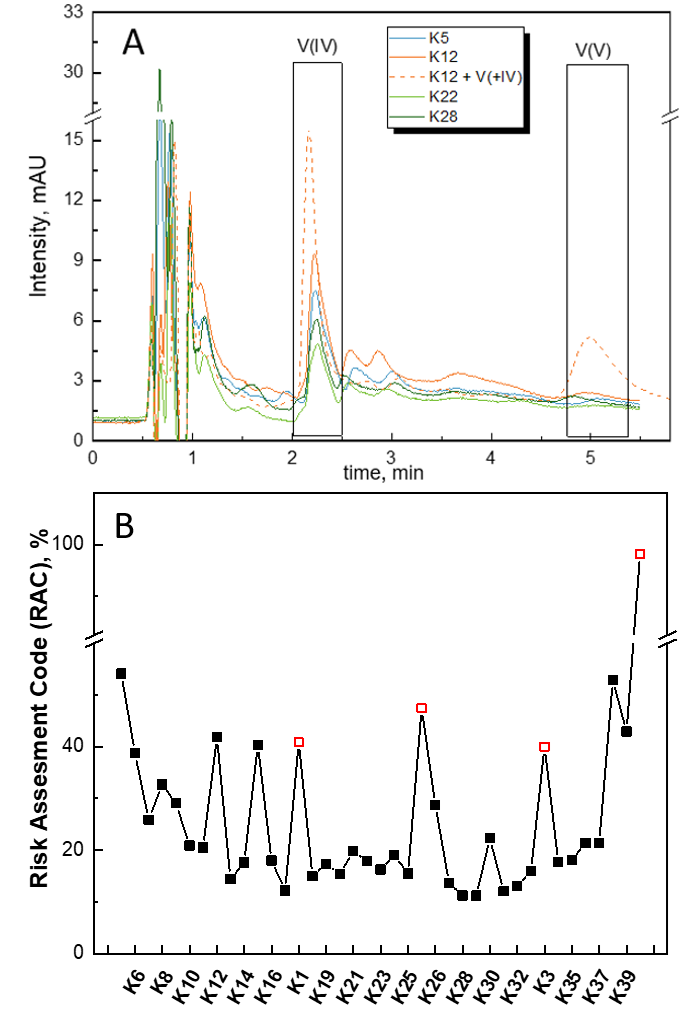 33
30
15
12
9
6
3
0
Intensity, mAU
A
V(IV)
K5
K12
K12 + V(+IV)
K22
K28
V(V)
0 1 2 3 4 5
time, min
B
100
40
20
0
Risk Assesment Code (RAC), %
K6 K8 K10 K12 K14 K16 K1 K19 K21 K23 K25 K26 K28 K30 K32 K3 K35 K37 K39